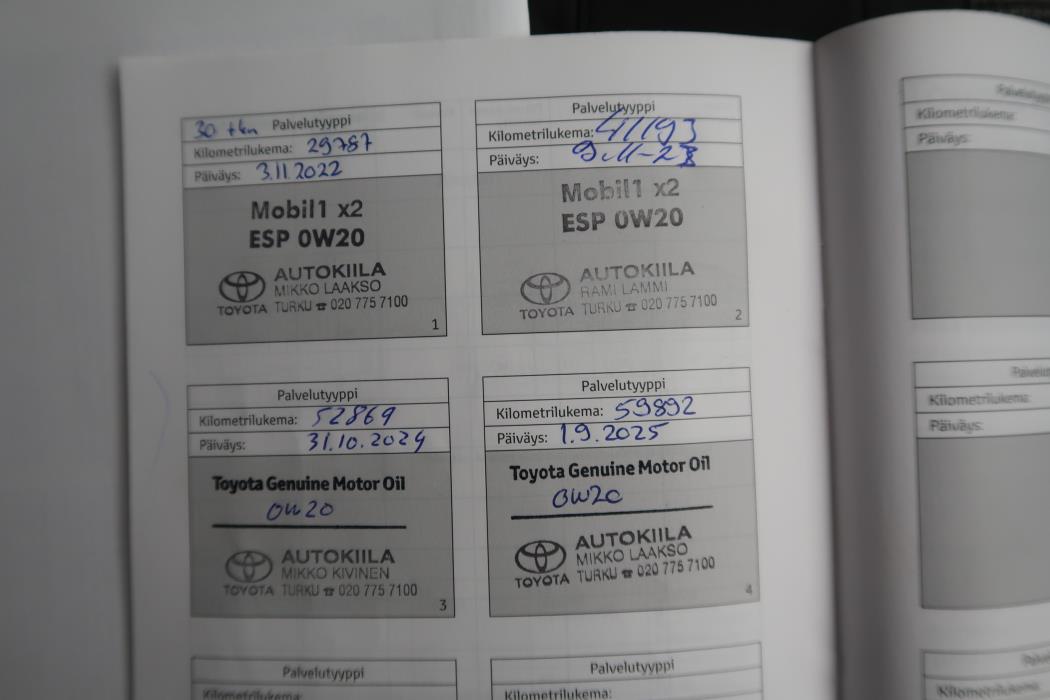 30 tkm Palvelutyyppi
Kilometrilukema: 29787
Päiväys: 3.11.2022
Mobil1 x2
ESP 0W20
AUTOKIILA
MIKKO LAAKSO
TOYOTA TURKU ☎ 020 775 7100
1
Palvelutyyppi
Kilometrilukema: 41193
Päiväys: 9.11-23
Mobil1 x2
ESP 0W20
AUTOKIILA
RAMI LAMMI
TOYOTA TURKU ☎ 020 775 7100
2
Palvelutyyppi
Kilometrilukema: 52869
Päiväys: 31.10.2024
Toyota Genuine Motor Oil
0W20
AUTOKIILA
MIKKO KIVINEN
TOYOTA TURKU ☎ 020 775 7100
3
Palvelutyyppi
Kilometrilukema: 59892
Päiväys: 1.9.2025
Toyota Genuine Motor Oil
0W20
AUTOKIILA
MIKKO LAAKSO
TOYOTA TURKU ☎ 020 775 7100
4
Palvelutyyppi
Kilometrilukema:
Palvelutyyppi
Kilometrilukema:
Kilometrilukema:
Päiväys:
Kilometrilukema:
Päiväys:
Kilometrilukema: